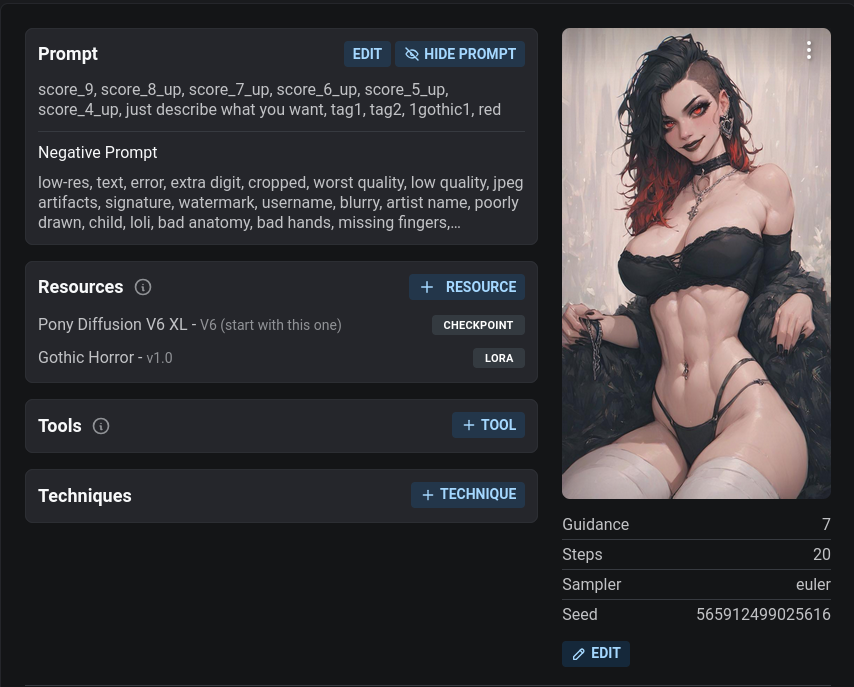 Prompt
EDIT
HIDE PROMPT
score_9, score_8_up, score_7_up, score_6_up, score_5_up,
score_4_up, just describe what you want, tag1, tag2, 1gothic1, red
Negative Prompt
low-res, text, error, extra digit, cropped, worst quality, low quality, jpeg
artifacts, signature, watermark, username, blurry, artist name, poorly
drawn, child, loli, bad anatomy, bad hands, missing fingers,...
Resources
+ RESOURCE
Pony Diffusion V6 XL - V6 (start with this one)
CHECKPOINT
Gothic Horror - v1.0
LORA
Tools
+ TOOL
Techniques
+ TECHNIQUE
Guidance 7
Steps 20
Sampler euler
Seed 565912499025616
EDIT